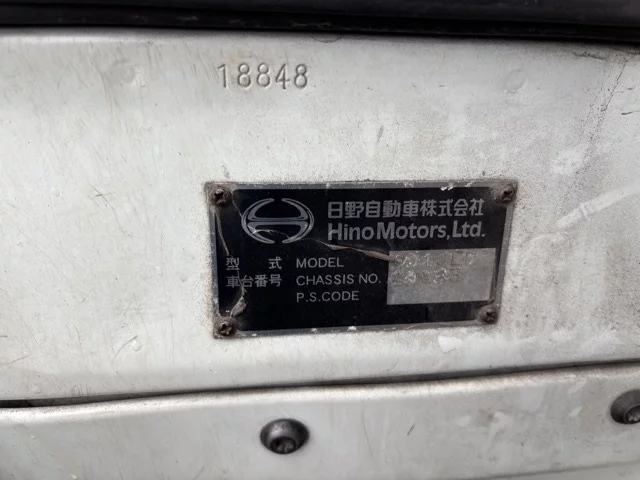 18848
日野自動車株式会社
Hino Motors, Ltd.
型 式 MODEL
車台番号 CHASSIS NO.
P.S.CODE